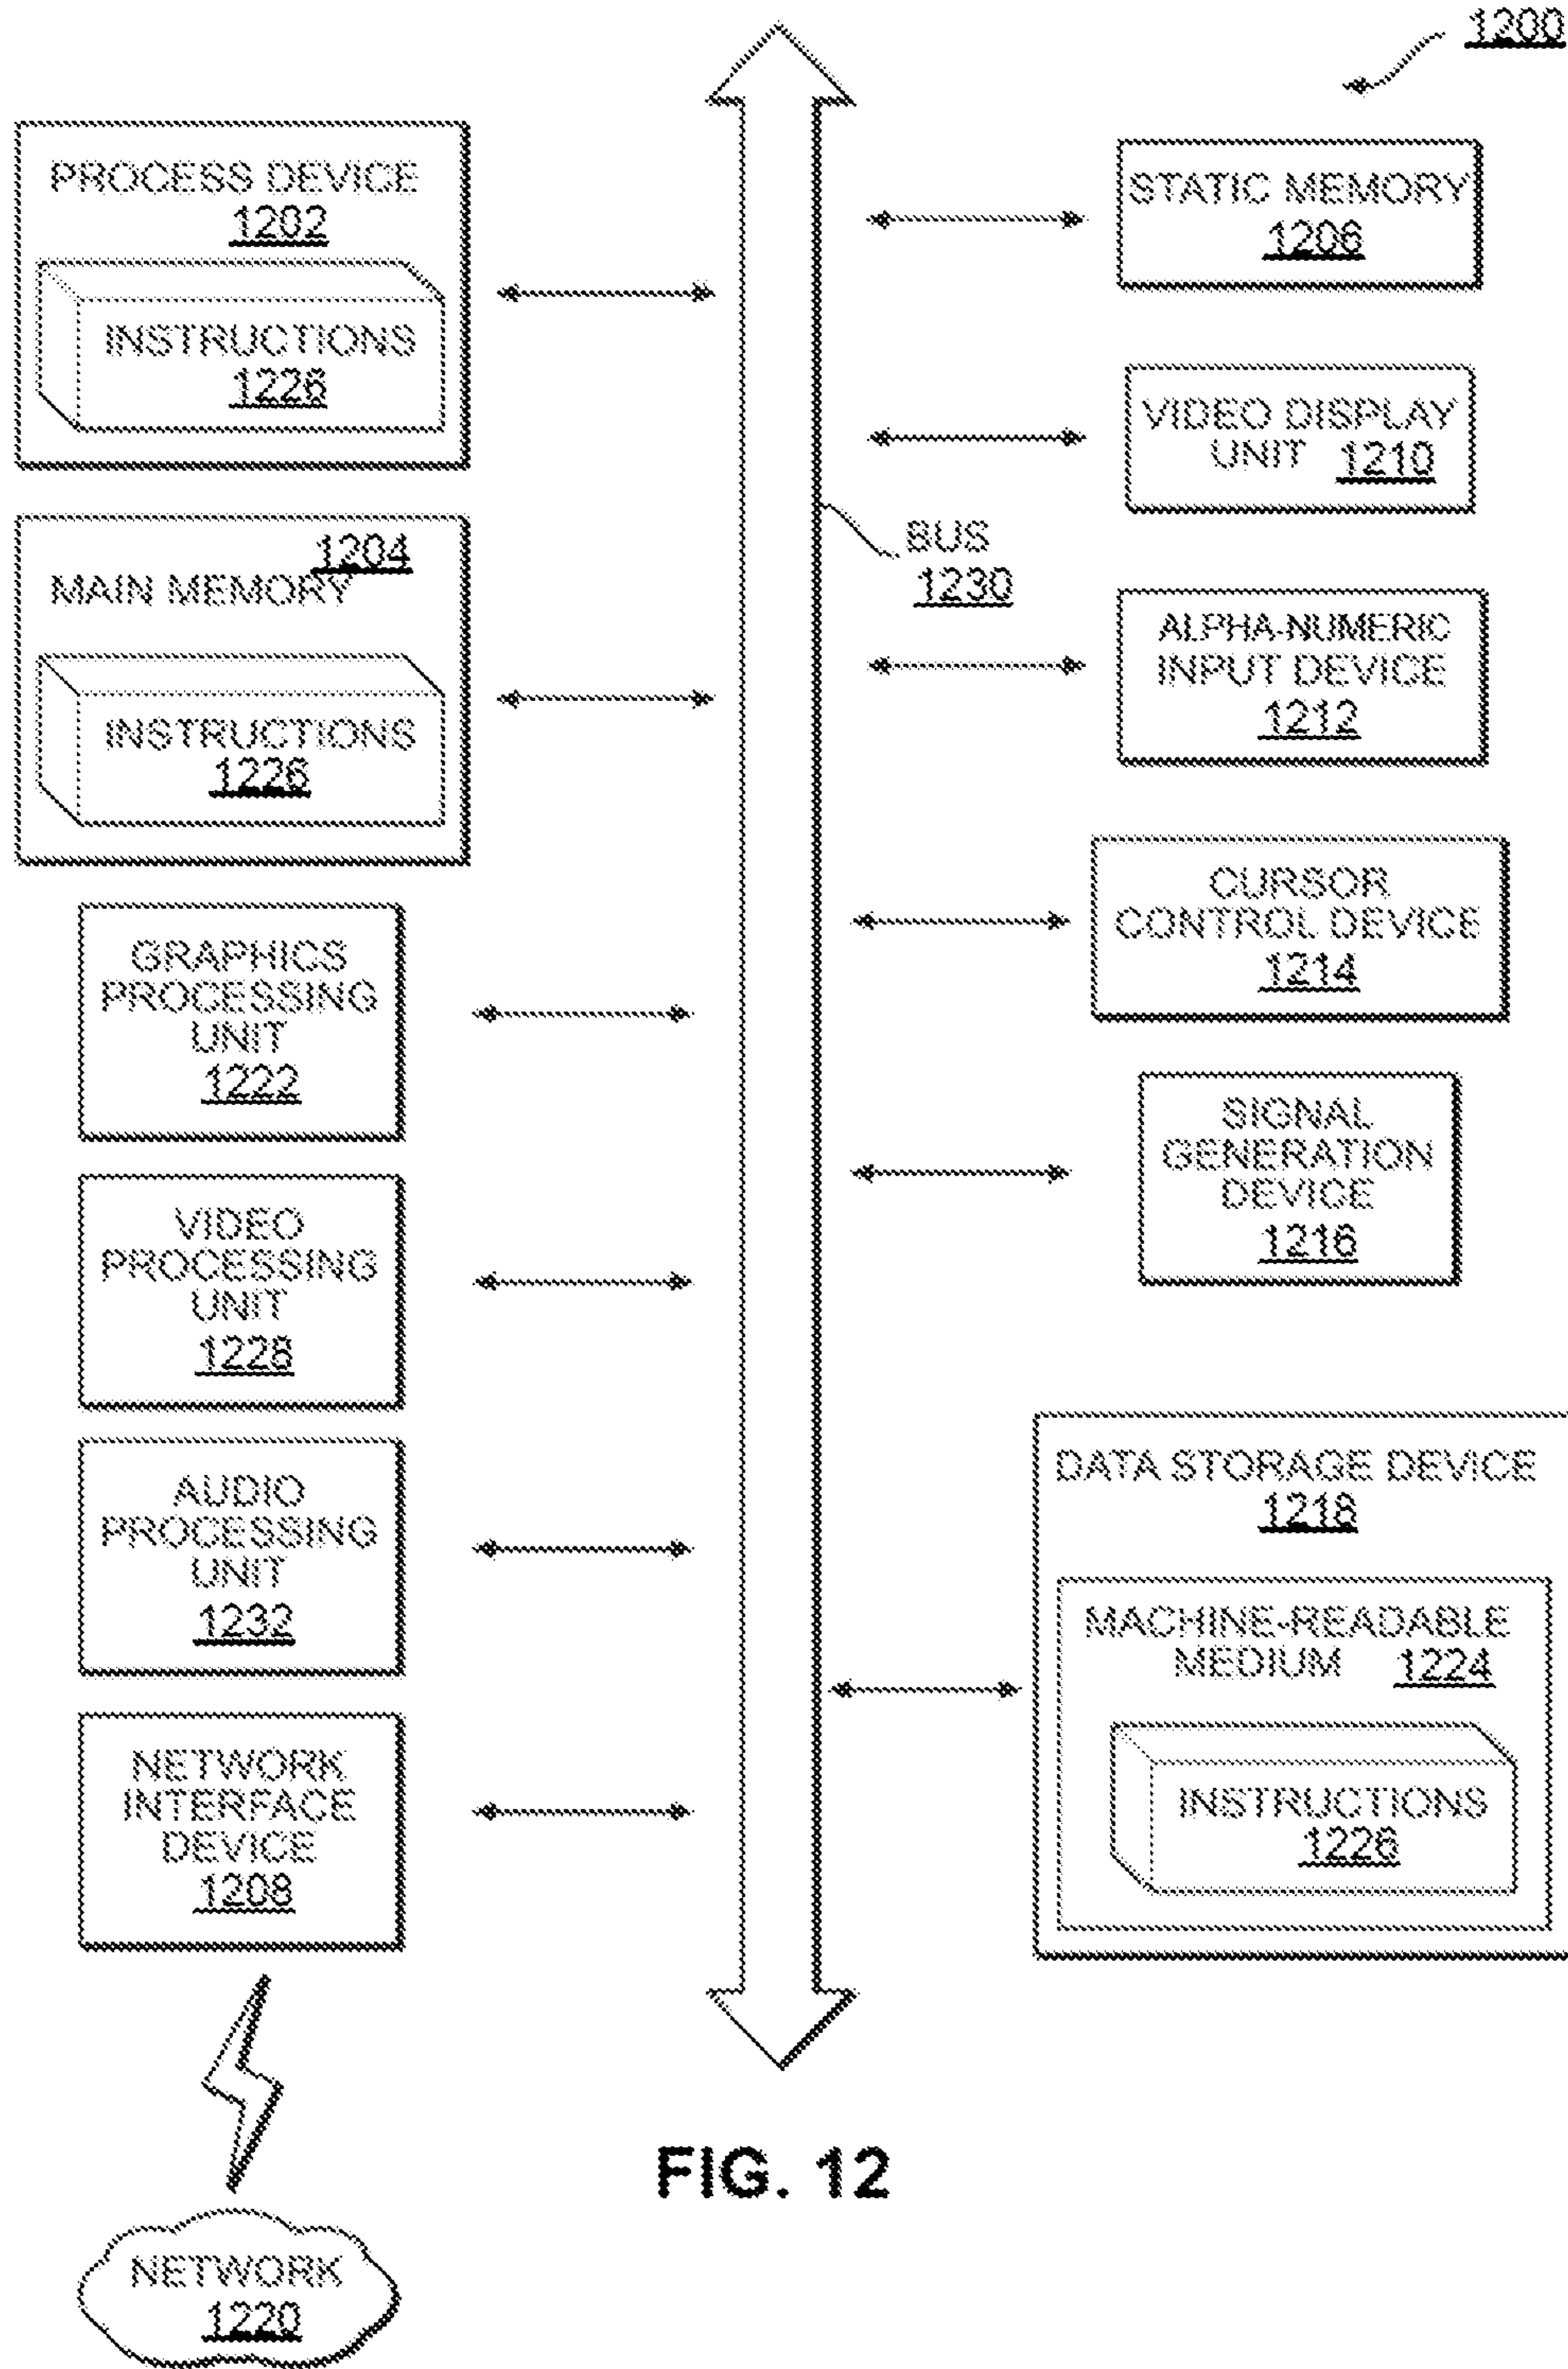 1200
PROCESS DEVICE
1202
INSTRUCTIONS
1226
MAIN MEMORY 1204
INSTRUCTIONS
1226
GRAPHICS
PROCESSING
UNIT
1222
VIDEO
PROCESSING
UNIT
1228
AUDIO
PROCESSING
UNIT
1232
NETWORK
INTERFACE
DEVICE
1208
NETWORK
1220
BUS
1230
STATIC MEMORY
1206
VIDEO DISPLAY
UNIT 1210
ALPHA-NUMERIC
INPUT DEVICE
1212
CURSOR
CONTROL DEVICE
1214
SIGNAL
GENERATION
DEVICE
1216
DATA STORAGE DEVICE
1218
MACHINE-READABLE
MEDIUM 1224
INSTRUCTIONS
1226
FIG. 12